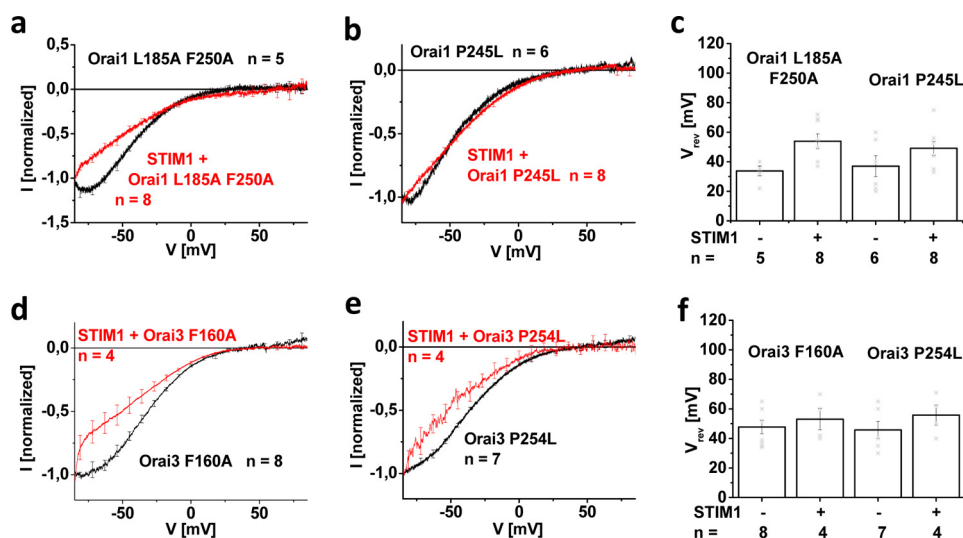 a
0,5
Orai1 L185A F250A n = 5
0,0
-0,5
-1,0
-1,5
I [normalized]
STIM1 +
Orai1 L185A F250A
n = 8
-50 0 50
V [mV]
b
Orai1 P245L n = 6
0,0
-0,5
-1,0
-1,5
I [normalized]
STIM1 +
Orai1 P245L n = 8
-50 0 50
V [mV]
c
120
100
80
60
40
20
0
Vrev [mV]
Orai1 L185A
F250A
Orai1 P245L
STIM1 - + - +
n = 5 8 6 8
d
STIM1 + Orai3 F160A
n = 4
0,0
-0,5
-1,0
I [normalized]
Orai3 F160A n = 8
-50 0 50
V [mV]
e
STIM1 + Orai3 P254L
n = 4
0,0
-0,5
-1,0
I [normalized]
Orai3 P254L
n = 7
-50 0 50
V [mV]
f
120
100
80
60
40
20
0
Vrev [mV]
Orai3 F160A Orai3 P254L
STIM1 - + - +
n = 8 4 7 4